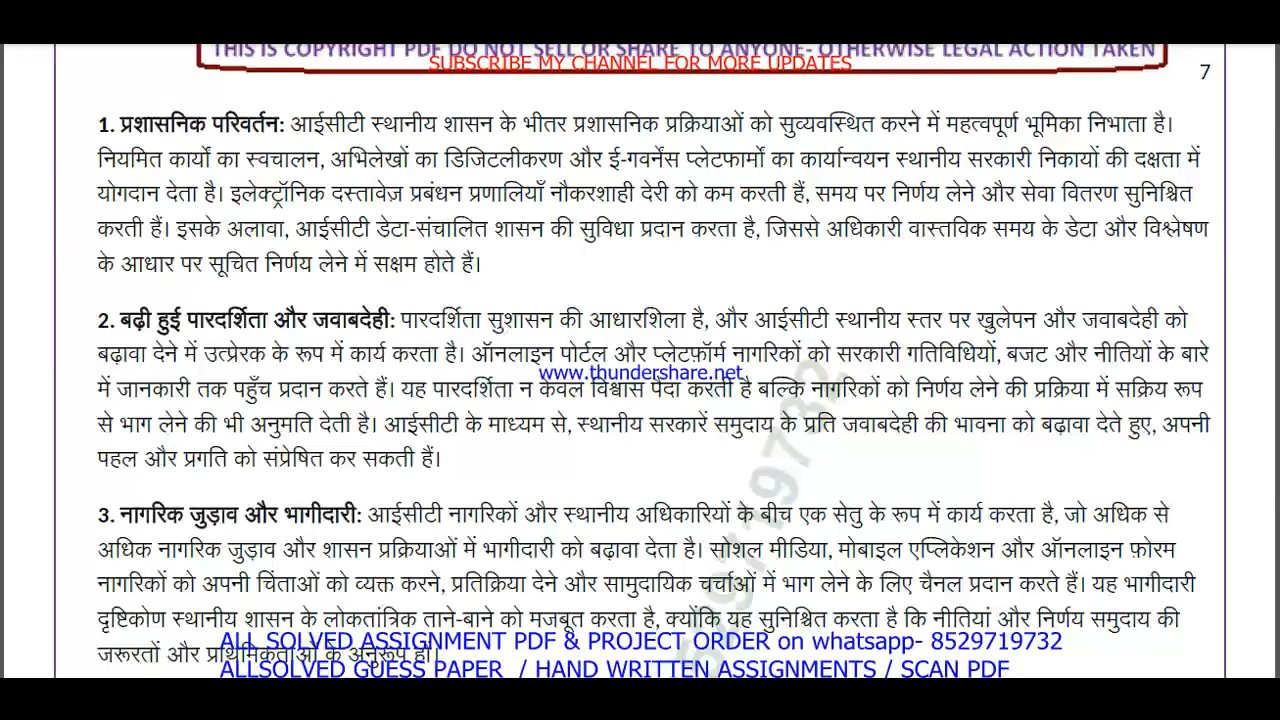 THIS IS COPYRIGHT PDF DO NOT SELL OR SHARE TO ANYONE- OTHERWISE LEGAL ACTION TAKEN
SUBSCRIBE MY CHANNEL FOR MORE UPDATES
7
1. प्रशासनिक परिवर्तन: आईसीटी स्थानीय शासन के भीतर प्रशासनिक प्रक्रियाओं को सुव्यवस्थित करने में महत्वपूर्ण भूमिका निभाता है।
नियमित कार्यों का स्वचालन, अभिलेखों का डिजिटलीकरण और ई-गवर्नेंस प्लेटफार्मों का कार्यान्वयन स्थानीय सरकारी निकायों की दक्षता में
योगदान देता है। इलेक्ट्रॉनिक दस्तावेज़ प्रबंधन प्रणालियाँ नौकरशाही देरी को कम करती हैं, समय पर निर्णय लेने और सेवा वितरण सुनिश्चित
करती हैं। इसके अलावा, आईसीटी डेटा-संचालित शासन की सुविधा प्रदान करता है, जिससे अधिकारी वास्तविक समय के डेटा और विश्लेषण
के आधार पर सूचित निर्णय लेने में सक्षम होते हैं।
2. बढ़ी हुई पारदर्शिता और जवाबदेही: पारदर्शिता सुशासन की आधारशिला है, और आईसीटी स्थानीय स्तर पर खुलेपन और जवाबदेही को
बढ़ावा देने में उत्प्रेरक के रूप में कार्य करता है। ऑनलाइन पोर्टल और प्लेटफ़ॉर्म नागरिकों को सरकारी गतिविधियों, बजट और नीतियों के बारे
www.thundershare.net
में जानकारी तक पहुँच प्रदान करते हैं। यह पारदर्शिता न केवल विश्वास पैदा करती है बल्कि नागरिकों को निर्णय लेने की प्रक्रिया में सक्रिय रूप
से भाग लेने की भी अनुमति देती है। आईसीटी के माध्यम से, स्थानीय सरकारें समुदाय के प्रति जवाबदेही की भावना को बढ़ावा देते हुए, अपनी
पहल और प्रगति को संप्रेषित कर सकती हैं।
3. नागरिक जुड़ाव और भागीदारी: आईसीटी नागरिकों और स्थानीय अधिकारियों के बीच एक सेतु के रूप में कार्य करता है, जो अधिक से
अधिक नागरिक जुड़ाव और शासन प्रक्रियाओं में भागीदारी को बढ़ावा देता है। सोशल मीडिया, मोबाइल एप्लिकेशन और ऑनलाइन फ़ोरम
नागरिकों को अपनी चिंताओं को व्यक्त करने, प्रतिक्रिया देने और सामुदायिक चर्चाओं में भाग लेने के लिए चैनल प्रदान करते हैं। यह भागीदारी
दृष्टिकोण स्थानीय शासन के लोकतांत्रिक ताने-बाने को मजबूत करता है, क्योंकि यह सुनिश्चित करता है कि नीतियां और निर्णय समुदाय की
ALL SOLVED ASSIGNMENT PDF & PROJECT ORDER on whatsapp- 8529719732
जरूरतों और प्राथमिकताओं के अनुरूप हों।
ALLSOLVED GUESS PAPER / HAND WRITTEN ASSIGNMENTS / SCAN PDF